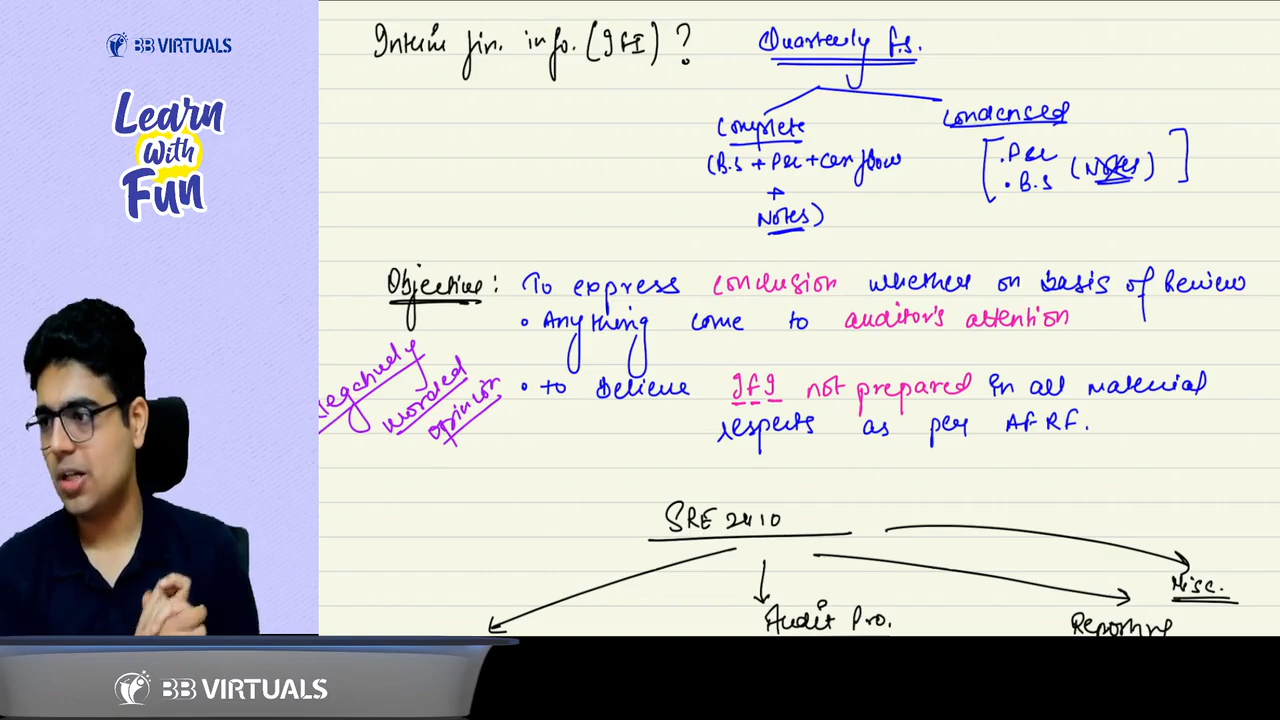 BB VIRTUALS
Learn
With
Fun
Interim fin. info. (IFI) ?
Quarterly f.s.
Complete
(B.S + P&L + Cash flow
+
Notes)
Condensed
. P&L
. B.S
(Notes)
Objective : To express conclusion whether on basis of Review
• Anything come to auditor's attention
• to believe IFI not prepared in all material
respects as per AFRF.
worded
opinion
SRE 2410
Misc.
Audit Pro.
Reporting
BB VIRTUALS